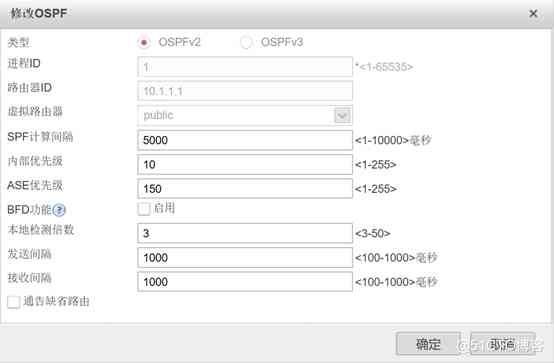 修改OSPF
类型 OSPFv2 OSPFv3
进程ID 1 *<1-65535>
路由器ID 10.1.1.1
虚拟路由器 public
SPF计算间隔 5000 <1-10000>毫秒
内部优先级 10 <1-255>
ASE优先级 150 <1-255>
BFD功能 ? 启用
本地检测倍数 3 <3-50>
发送间隔 1000 <100-1000>毫秒
接收间隔 1000 <100-1000>毫秒
通告缺省路由
确定 取消
@51CTO博客